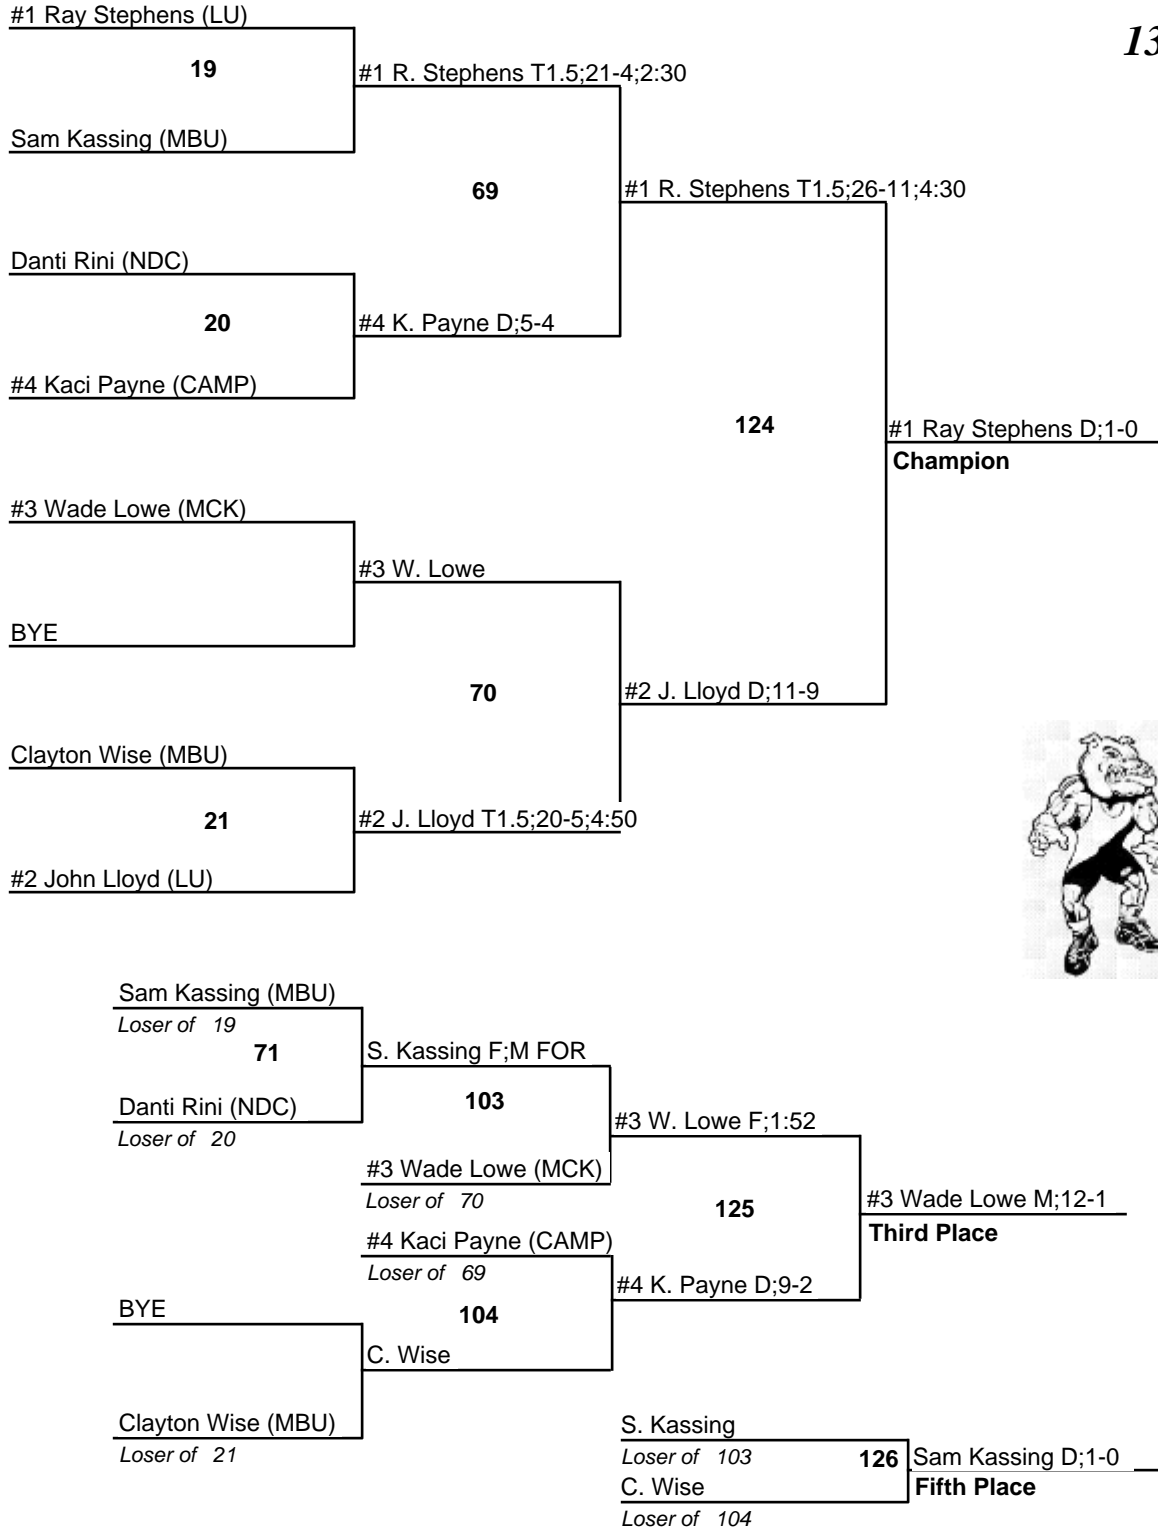 #1 Ray Stephens (LU)
13
19
#1 R. Stephens T1.5;21-4;2:30
Sam Kassing (MBU)
69
#1 R. Stephens T1.5;26-11;4:30
Danti Rini (NDC)
20
#4 K. Payne D;5-4
#4 Kaci Payne (CAMP)
124
#1 Ray Stephens D;1-0
Champion
#3 Wade Lowe (MCK)
#3 W. Lowe
BYE
70
#2 J. Lloyd D;11-9
Clayton Wise (MBU)
21
#2 J. Lloyd T1.5;20-5;4:50
#2 John Lloyd (LU)
Sam Kassing (MBU)
Loser of 19
71
S. Kassing F;M FOR
Danti Rini (NDC)
103
#3 W. Lowe F;1:52
Loser of 20
#3 Wade Lowe (MCK)
Loser of 70
125
#3 Wade Lowe M;12-1
Third Place
#4 Kaci Payne (CAMP)
Loser of 69
#4 K. Payne D;9-2
BYE
104
C. Wise
Clayton Wise (MBU)
Loser of 21
S. Kassing
Loser of 103
126
Sam Kassing D;1-0
C. Wise
Fifth Place
Loser of 104